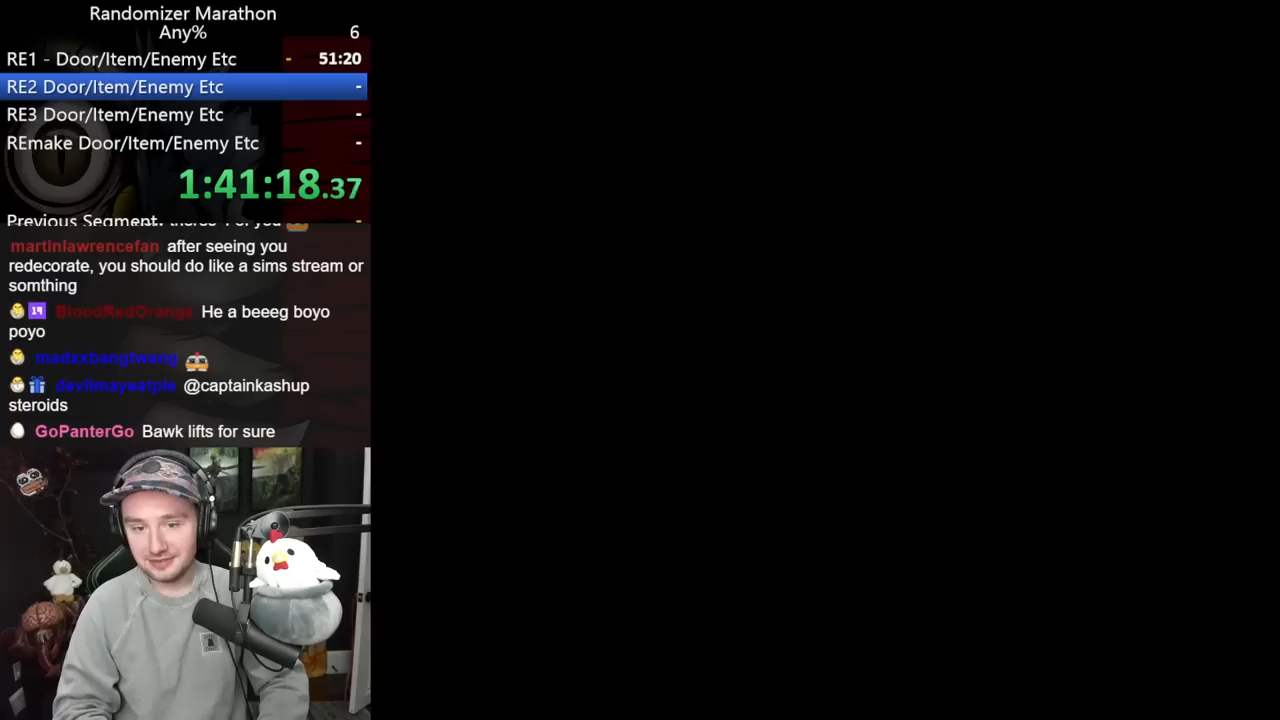 Randomizer Marathon
Any% 6
RE1 - Door/Item/Enemy Etc - 51:20
RE2 Door/Item/Enemy Etc -
RE3 Door/Item/Enemy Etc -
REmake Door/Item/Enemy Etc -
1:41:18.37
Previous Segment -
martinlawrencefan after seeing you
redecorate, you should do like a sims stream or
somthing
19 BloodRedOrange He a beeeg boyo
poyo
madxxbangtwang
devilmayeatpie @captainkashup
steroids
GoPanterGo Bawk lifts for sure